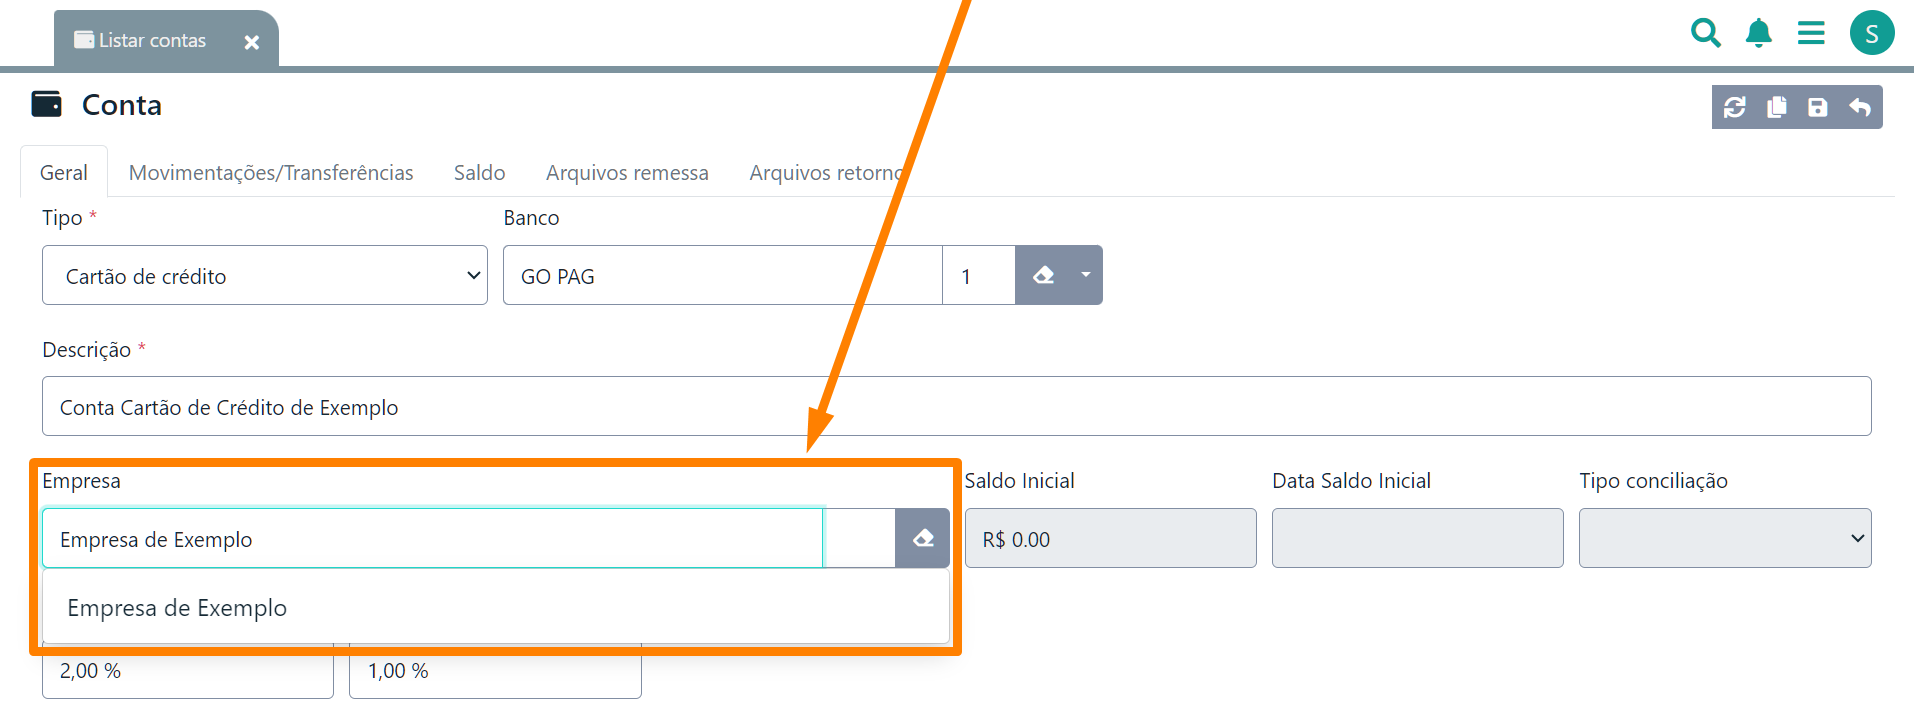 Listar contas
S
Conta
Geral Movimentações/Transferências Saldo Arquivos remessa Arquivos retorno
Tipo * Banco
Cartão de crédito GO PAG 1
Descrição *
Conta Cartão de Crédito de Exemplo
Empresa Saldo Inicial Data Saldo Inicial Tipo conciliação
Empresa de Exemplo R$ 0.00
Empresa de Exemplo
2,00 % 1,00 %